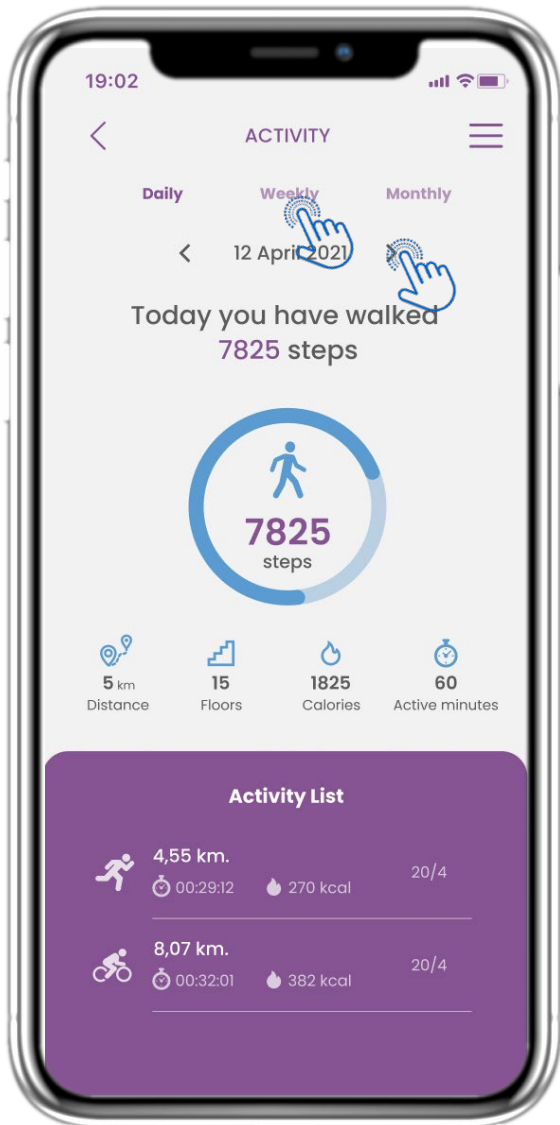 19:02
ACTIVITY
Daily Weekly Monthly
12 April 2021
Today you have walked
7825 steps
7825
steps
5 km 15 1825 60
Distance Floors Calories Active minutes
Activity List
4,55 km.
00:29:12 270 kcal 20/4
8,07 km.
00:32:01 382 kcal 20/4